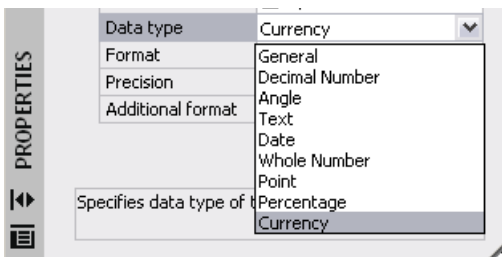 Data type Currency
Format
Precision
Additional format
General
Decimal Number
Angle
Text
Date
Whole Number
Point
Percentage
Currency
Specifies data type of t
PROPERTIES